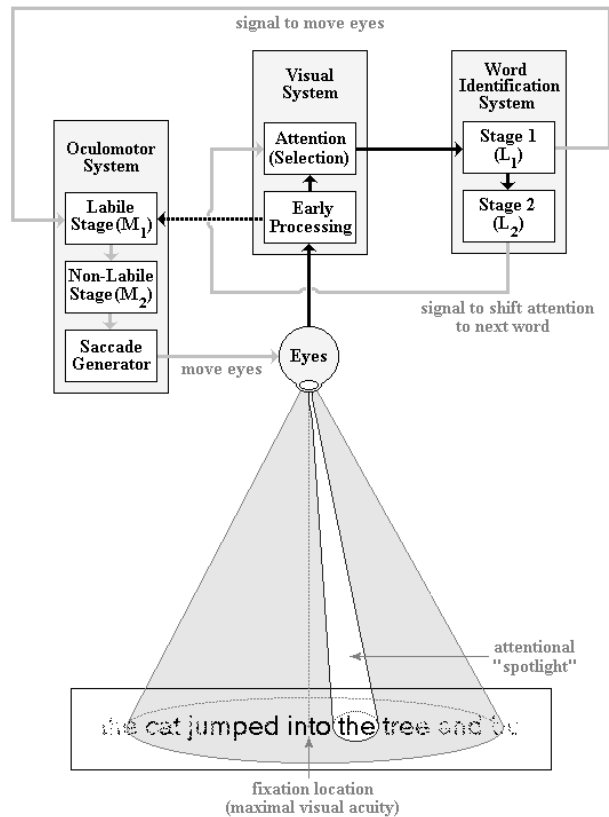 signal to move eyes
Visual
System
Word
Identification
System
Oculomotor
System
Attention
(Selection)
Stage 1
(L1)
Labile
Stage (M1)
Early
Processing
Stage 2
(L2)
Non-Labile
Stage (M2)
signal to shift attention
to next word
Saccade
Generator
move eyes
Eyes
attentional
"spotlight"
the cat jumped into the tree and
fixation location
(maximal visual acuity)